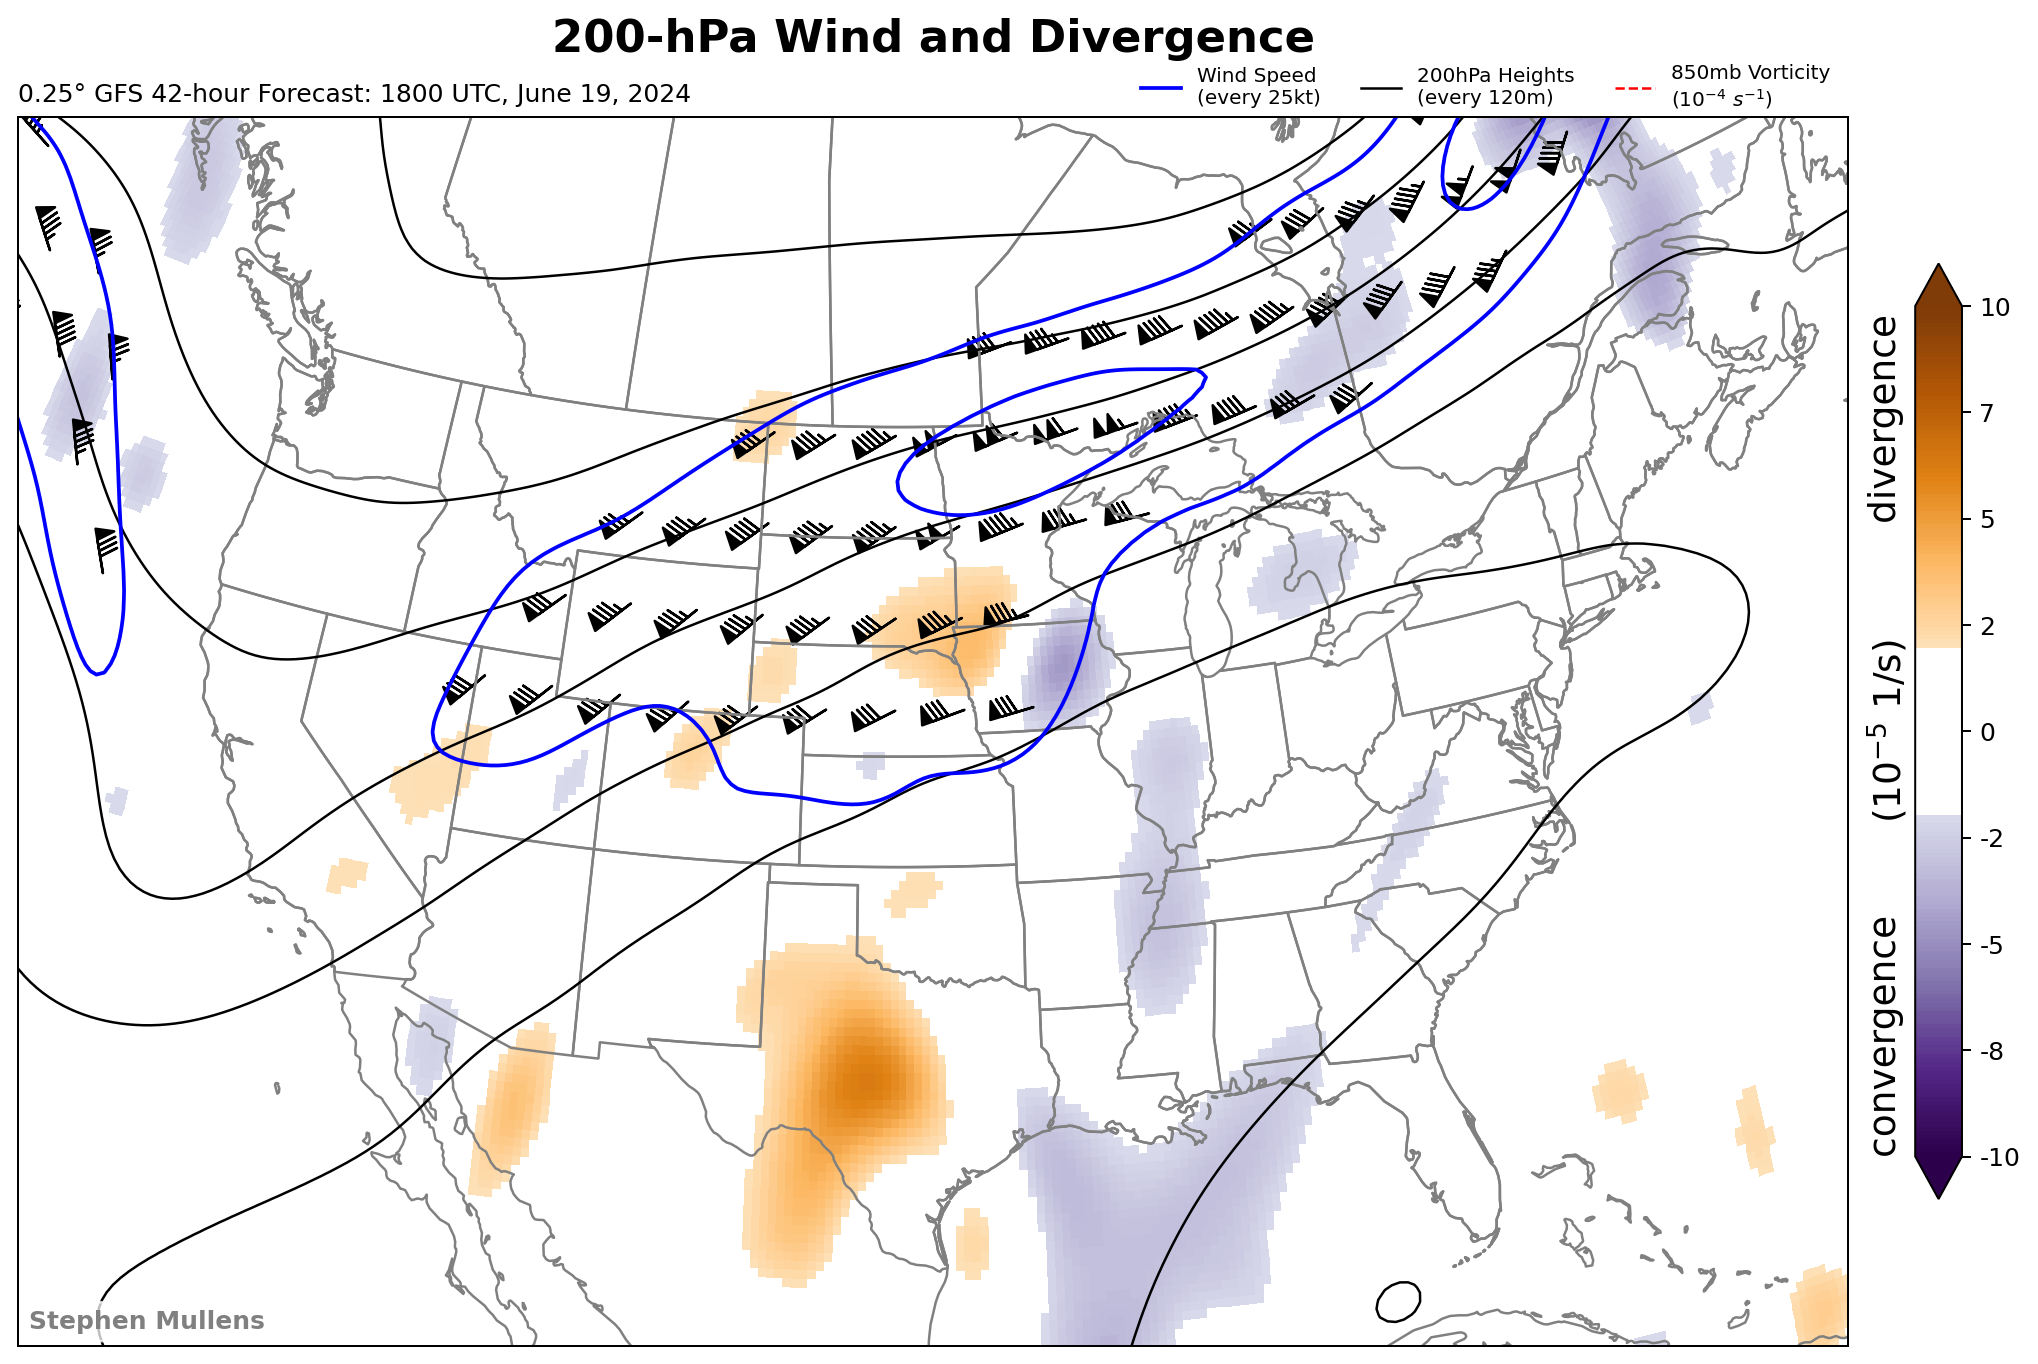 200-hPa Wind and Divergence
0.25° GFS 42-hour Forecast: 1800 UTC, June 19, 2024
Wind Speed
(every 25kt)
200hPa Heights
(every 120m)
850mb Vorticity
(10⁻⁴ s⁻¹)
10
7
5
2
0
-2
-5
-8
-10
convergence (10⁻⁵ 1/s) divergence
Stephen Mullens